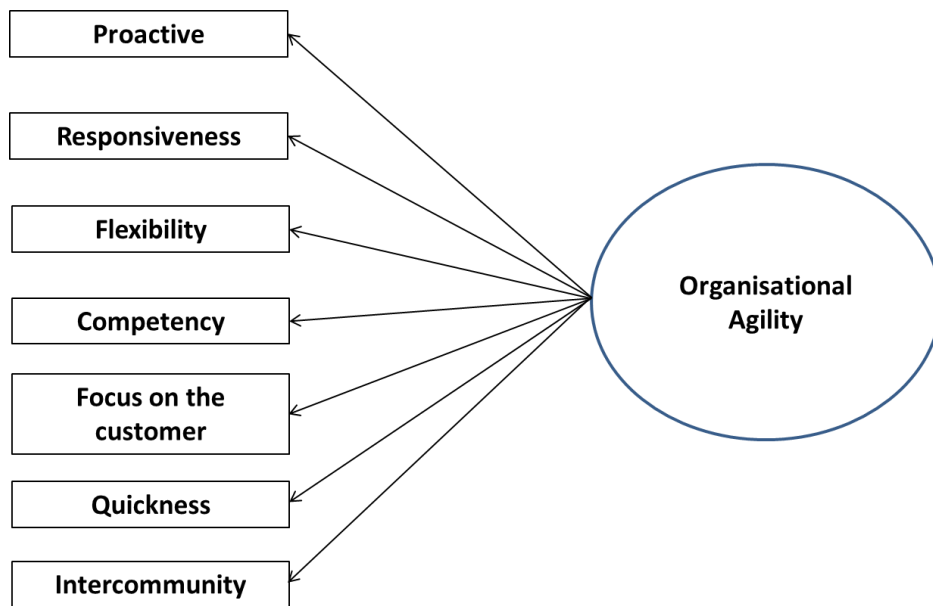 Proactive
Responsiveness
Flexibility
Competency
Focus on the
customer
Quickness
Intercommunity
Organisational
Agility